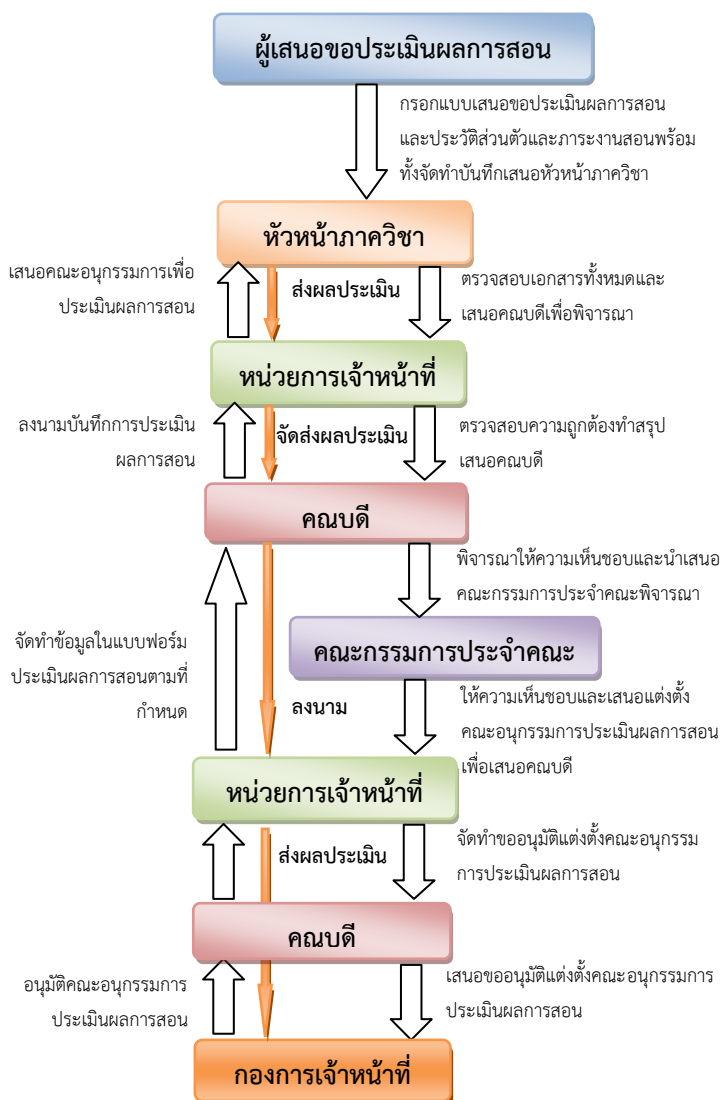 ผู้เสนอขอประเมินผลการสอน
กรอกแบบเสนอขอประเมินผลการสอน
และประวัติส่วนตัวและภาระงานสอนพร้อม
ทั้งจัดทำบันทึกเสนอหัวหน้าภาควิชา
หัวหน้าภาควิชา
เสนอคณะอนุกรรมการเพื่อ
ประเมินผลการสอน
ส่งผลประเมิน
ตรวจสอบเอกสารทั้งหมดและ
เสนอคณบดีเพื่อพิจารณา
หน่วยการเจ้าหน้าที่
ลงนามบันทึกการประเมิน
ผลการสอน
จัดส่งผลประเมิน
ตรวจสอบความถูกต้องทำสรุป
เสนอคณบดี
คณบดี
พิจารณาให้ความเห็นชอบและนำเสนอ
คณะกรรมการประจำคณะพิจารณา
คณะกรรมการประจำคณะ
จัดทำข้อมูลในแบบฟอร์ม
ประเมินผลการสอนตามที่
กำหนด
ลงนาม
ให้ความเห็นชอบและเสนอแต่งตั้ง
คณะอนุกรรมการประเมินผลการสอน
เพื่อเสนอคณบดี
หน่วยการเจ้าหน้าที่
ส่งผลประเมิน
จัดทำขออนุมัติแต่งตั้งคณะอนุกรรม
การประเมินผลการสอน
คณบดี
อนุมัติคณะอนุกรรมการ
ประเมินผลการสอน
เสนอขออนุมัติแต่งตั้งคณะอนุกรรมการ
ประเมินผลการสอน
กองการเจ้าหน้าที่